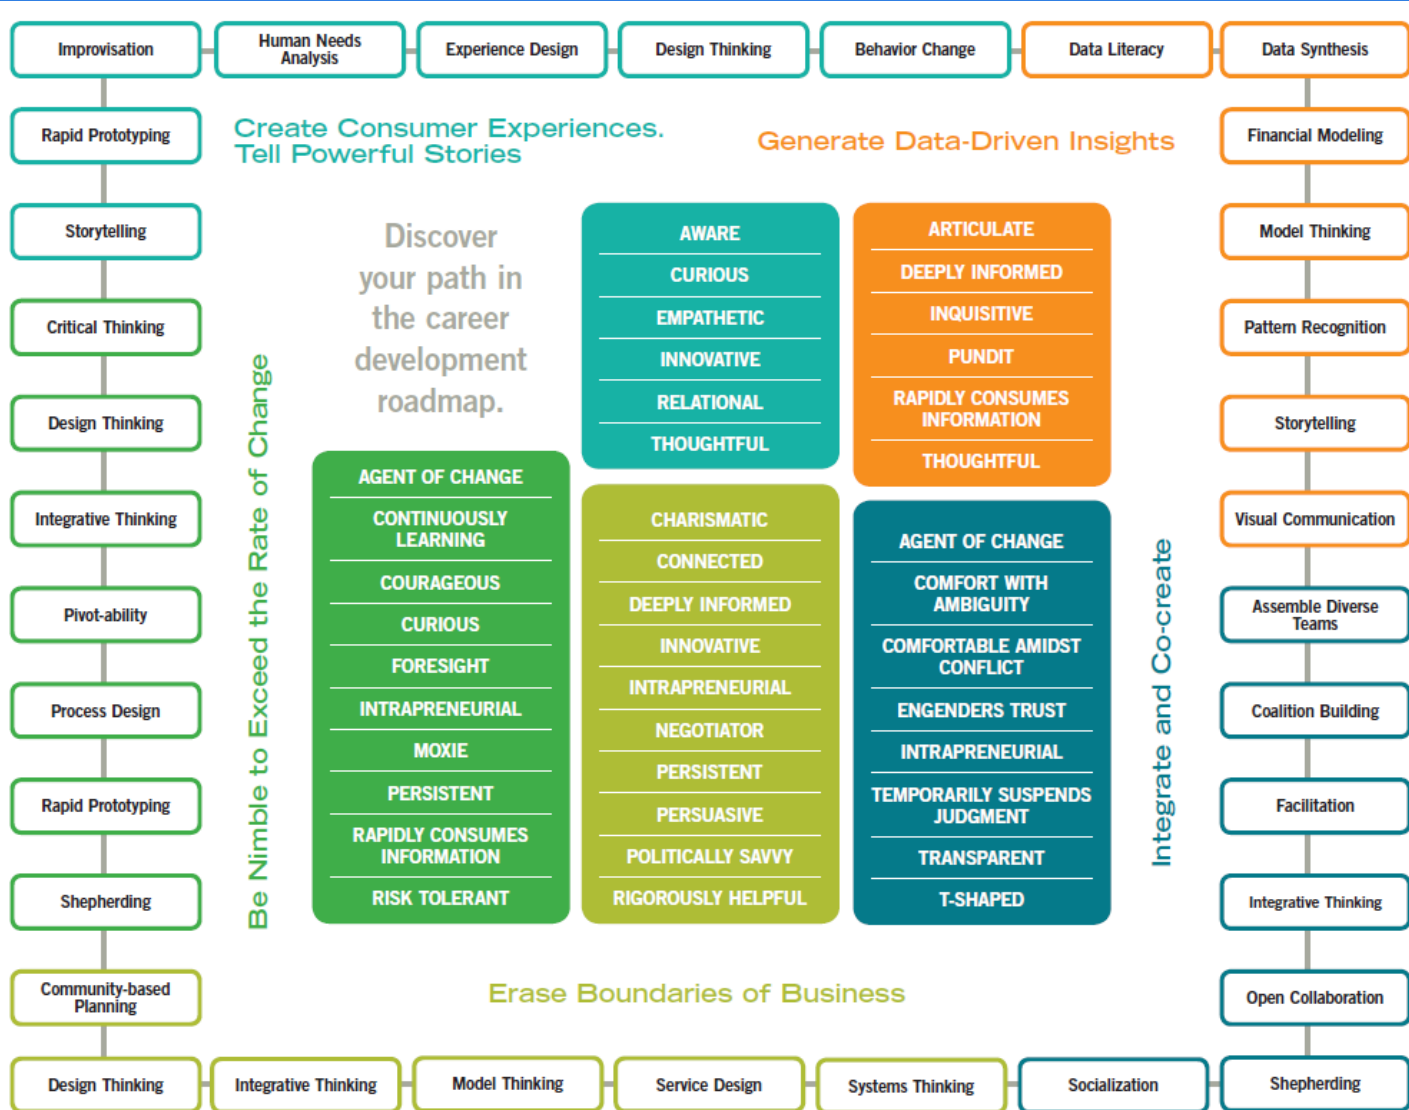 Improvisation
Human Needs
Analysis
Experience Design
Design Thinking
Behavior Change
Data Literacy
Data Synthesis
Rapid Prototyping
Storytelling
Critical Thinking
Design Thinking
Integrative Thinking
Pivot-ability
Process Design
Rapid Prototyping
Shepherding
Community-based
Planning
Create Consumer Experiences.
Tell Powerful Stories
Generate Data-Driven Insights
Discover
your path in
the career
development
roadmap.
Be Nimble to Exceed the Rate of Change
AWARE
CURIOUS
EMPATHETIC
INNOVATIVE
RELATIONAL
THOUGHTFUL
ARTICULATE
DEEPLY INFORMED
INQUISITIVE
PUNDIT
RAPIDLY CONSUMES
INFORMATION
THOUGHTFUL
AGENT OF CHANGE
CONTINUOUSLY
LEARNING
COURAGEOUS
CURIOUS
FORESIGHT
INTRAPRENEURIAL
MOXIE
PERSISTENT
RAPIDLY CONSUMES
INFORMATION
RISK TOLERANT
CHARISMATIC
CONNECTED
DEEPLY INFORMED
INNOVATIVE
INTRAPRENEURIAL
NEGOTIATOR
PERSISTENT
PERSUASIVE
POLITICALLY SAVVY
RIGOROUSLY HELPFUL
AGENT OF CHANGE
COMFORT WITH
AMBIGUITY
COMFORTABLE AMIDST
CONFLICT
ENGENDERS TRUST
INTRAPRENEURIAL
TEMPORARILY SUSPENDS
JUDGMENT
TRANSPARENT
T-SHAPED
Integrate and Co-create
Erase Boundaries of Business
Financial Modeling
Model Thinking
Pattern Recognition
Storytelling
Visual Communication
Assemble Diverse
Teams
Coalition Building
Facilitation
Integrative Thinking
Open Collaboration
Design Thinking
Integrative Thinking
Model Thinking
Service Design
Systems Thinking
Socialization
Shepherding